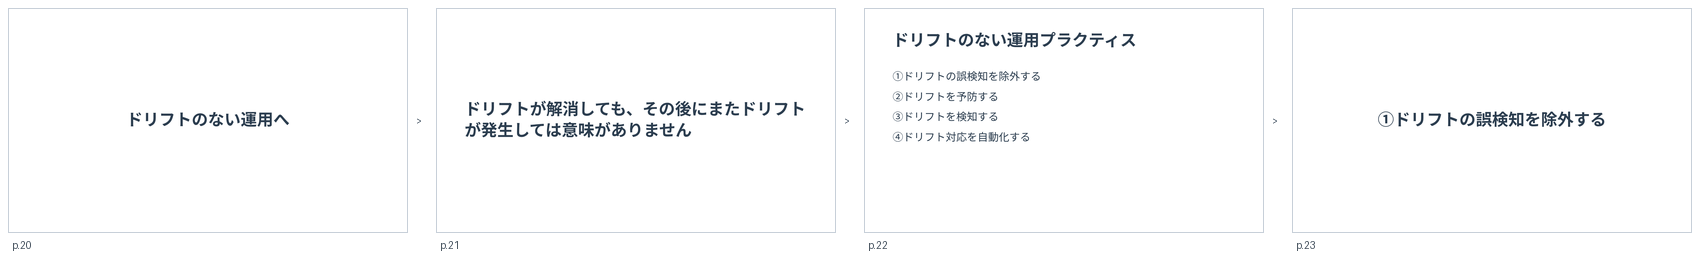 ドリフトのない運用へ
p.20
>
ドリフトが解消しても、その後にまたドリフト
が発生しては意味がありません
p.21
>
ドリフトのない運用プラクティス
①ドリフトの誤検知を除外する
②ドリフトを予防する
③ドリフトを検知する
④ドリフト対応を自動化する
p.22
>
①ドリフトの誤検知を除外する
p.23